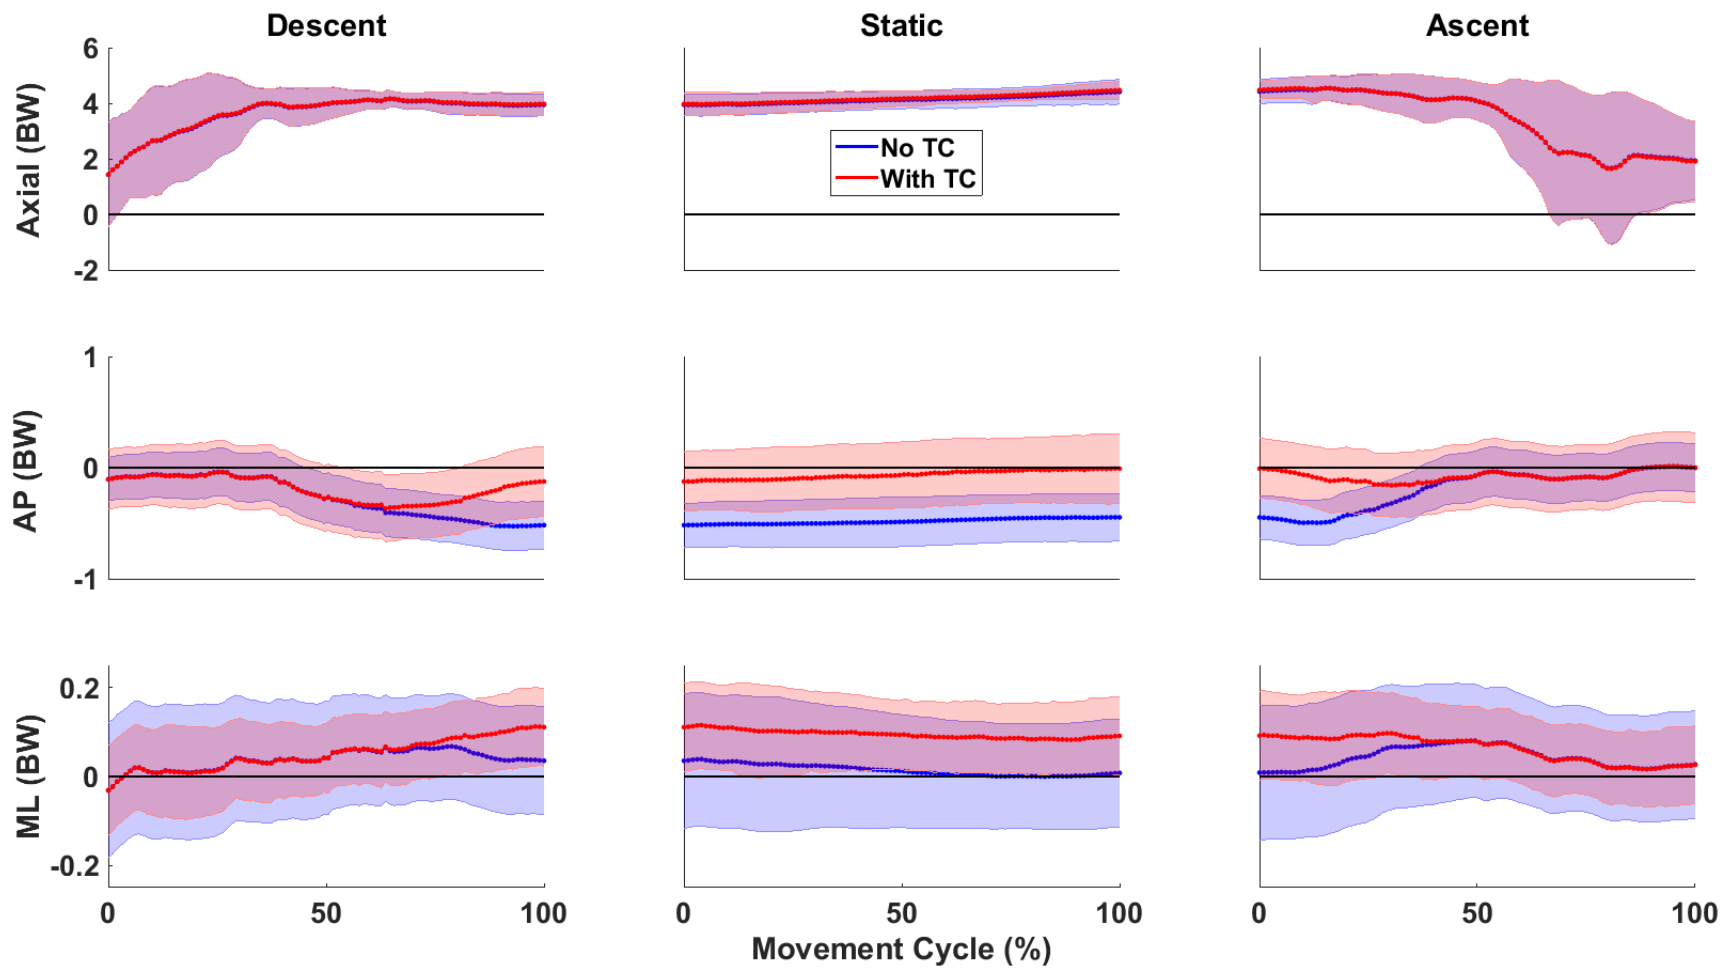 Descent
Static
Ascent
Axial (BW)
6
4
2
0
-2
No TC
With TC
AP (BW)
1
0
-1
ML (BW)
0.2
0
-0.2
0
50
100
0
50
100
0
50
100
Movement Cycle (%)